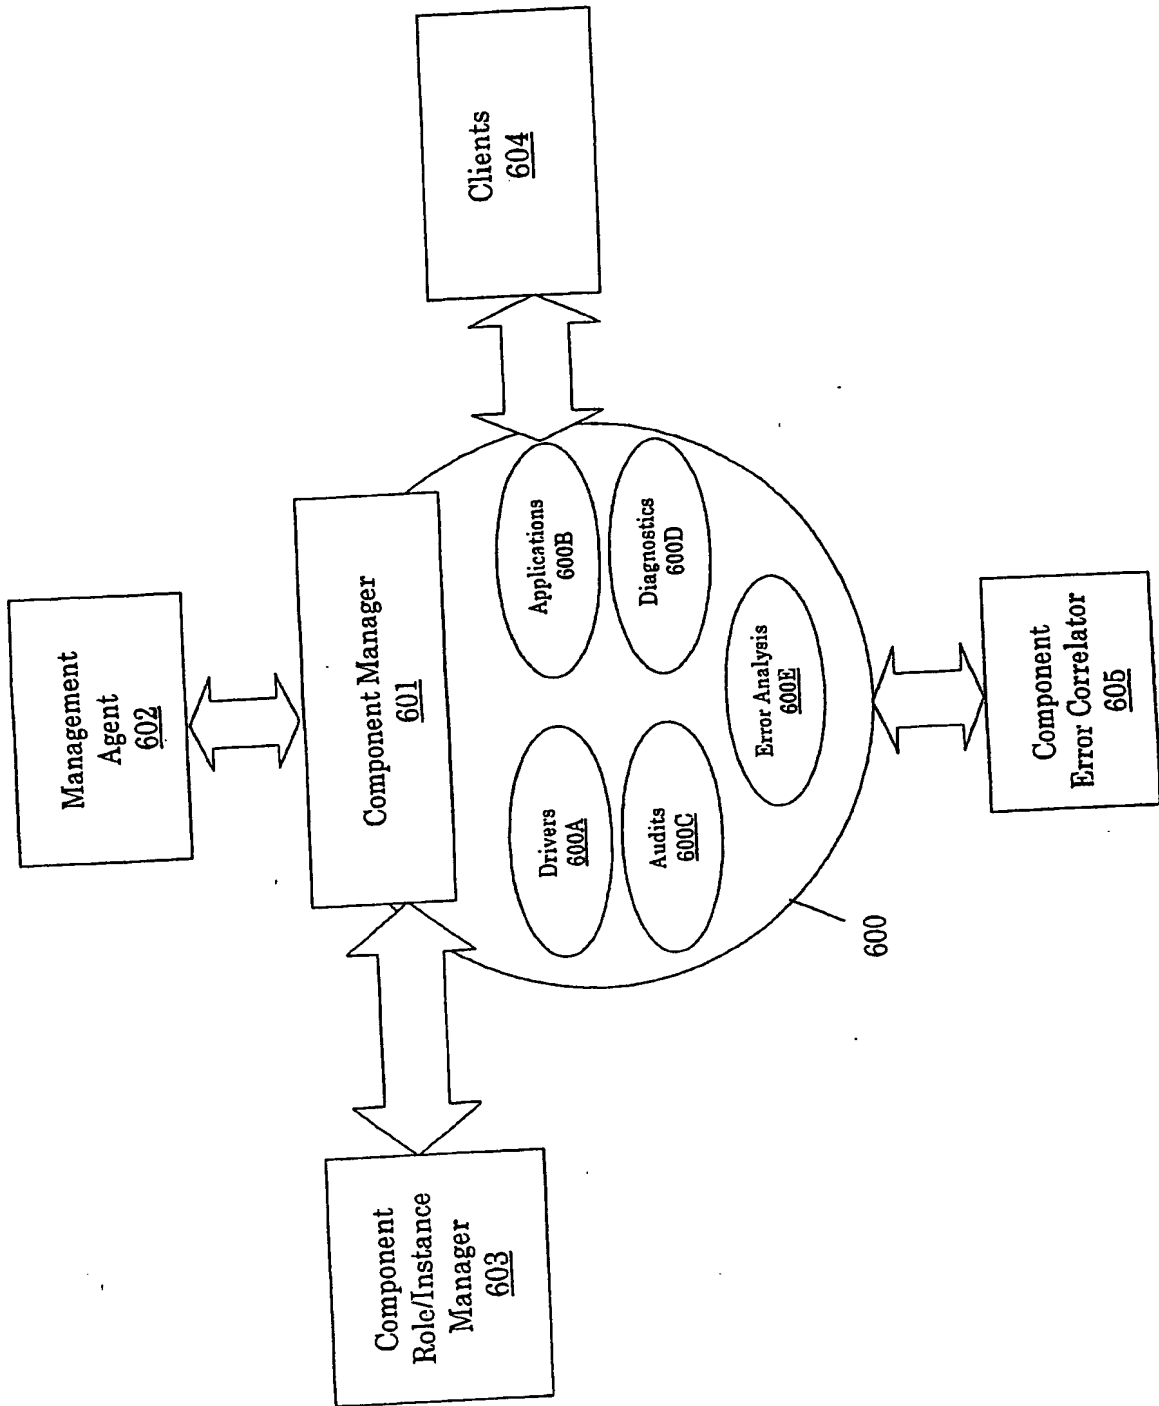 Management
Agent
602
Component
Role/Instance
Manager
603
Component Manager
601
Clients
604
Drivers
600A
Applications
600B
Audits
600C
Diagnostics
600D
Error Analysis
600E
600
Component
Error Correlator
605